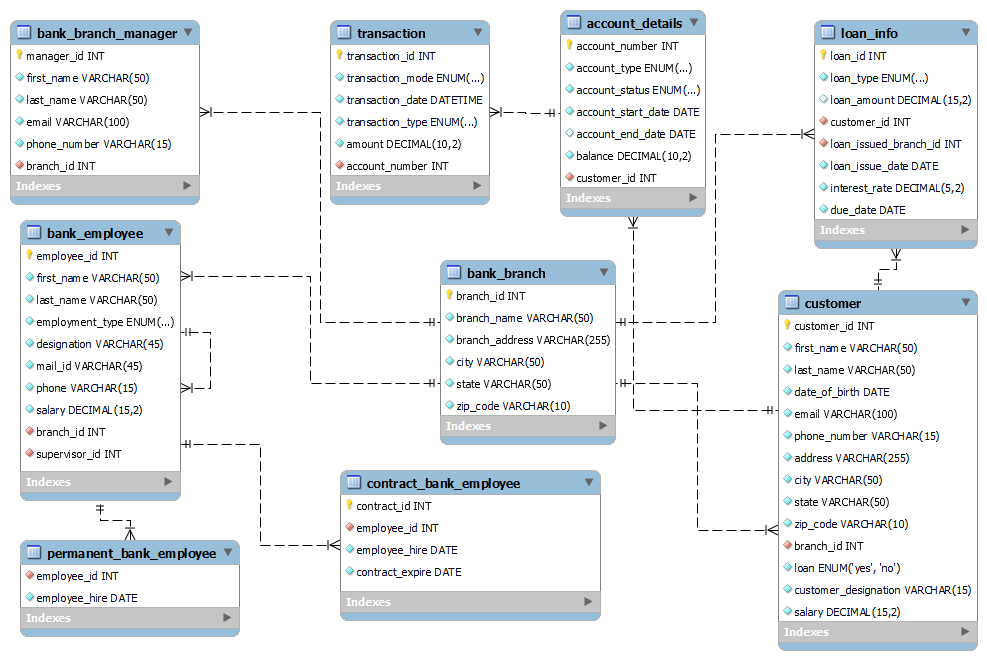 bank_branch_manager
manager_id INT
first_name VARCHAR(50)
last_name VARCHAR(50)
email VARCHAR(100)
phone_number VARCHAR(15)
branch_id INT
Indexes
transaction
transaction_id INT
transaction_mode ENUM(...)
transaction_date DATETIME
transaction_type ENUM(...)
amount DECIMAL(10,2)
account_number INT
Indexes
account_details
account_number INT
account_type ENUM(...)
account_status ENUM(...)
account_start_date DATE
account_end_date DATE
balance DECIMAL(10,2)
customer_id INT
Indexes
loan_info
loan_id INT
loan_type ENUM(...)
loan_amount DECIMAL(15,2)
customer_id INT
loan_issued_branch_id INT
loan_issue_date DATE
interest_rate DECIMAL(5,2)
due_date DATE
Indexes
bank_employee
employee_id INT
first_name VARCHAR(50)
last_name VARCHAR(50)
employment_type ENUM(...)
designation VARCHAR(45)
mail_id VARCHAR(45)
phone VARCHAR(15)
salary DECIMAL(15,2)
branch_id INT
supervisor_id INT
Indexes
bank_branch
branch_id INT
branch_name VARCHAR(50)
branch_address VARCHAR(255)
city VARCHAR(50)
state VARCHAR(50)
zip_code VARCHAR(10)
Indexes
customer
customer_id INT
first_name VARCHAR(50)
last_name VARCHAR(50)
date_of_birth DATE
email VARCHAR(100)
phone_number VARCHAR(15)
address VARCHAR(255)
city VARCHAR(50)
state VARCHAR(50)
zip_code VARCHAR(10)
branch_id INT
loan ENUM('yes', 'no')
customer_designation VARCHAR(15)
salary DECIMAL(15,2)
Indexes
contract_bank_employee
contract_id INT
employee_id INT
employee_hire DATE
contract_expire DATE
Indexes
permanent_bank_employee
employee_id INT
employee_hire DATE
Indexes